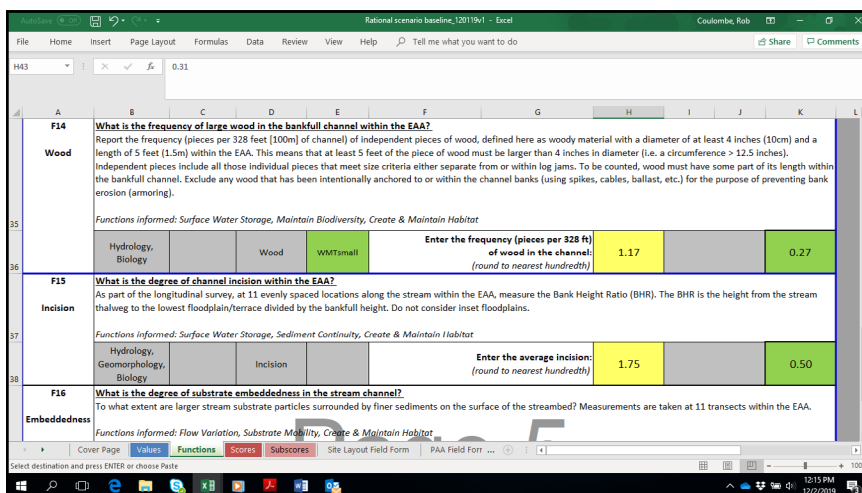 AutoSave Off
Rational scenario baseline_120119v1 - Excel
Coulombe, Rob
File Home Insert Page Layout Formulas Data Review View Help Tell me what you want to do Share Comments
H43 fx 0.31
A B C D E F G H I J K L
F14 What is the frequency of large wood in the bankfull channel within the EAA?
Wood
Report the frequency (pieces per 328 feet [100m] of channel) of independent pieces of wood, defined here as woody material with a diameter of at least 4 inches (10cm) and a
length of 5 feet (1.5m) within the EAA. This means that at least 5 feet of the piece of wood must be larger than 4 inches in diameter (i.e. a circumference > 12.5 inches).
Independent pieces include all those individual pieces that meet size criteria either separate from or within log jams. To be counted, wood must have some part of its length within
the bankfull channel. Exclude any wood that has been intentionally anchored to or within the channel banks (using spikes, cables, ballast, etc.) for the purpose of preventing bank
erosion (armoring).
35 Functions informed: Surface Water Storage, Maintain Biodiversity, Create & Maintain Habitat
36 Hydrology, Biology Wood WMTsmall
Enter the frequency (pieces per 328 ft)
of wood in the channel:
(round to nearest hundredth)
1.17 0.27
F15 What is the degree of channel incision within the EAA?
Incision
As part of the longitudinal survey, at 11 evenly spaced locations along the stream within the EAA, measure the Bank Height Ratio (BHR). The BHR is the height from the stream
thalweg to the lowest floodplain/terrace divided by the bankfull height. Do not consider inset floodplains.
37 Functions informed: Surface Water Storage, Sediment Continuity, Create & Maintain Habitat
38 Hydrology, Geomorphology, Biology Incision
Enter the average incision:
(round to nearest hundredth)
1.75 0.50
F16 What is the degree of substrate embeddedness in the stream channel?
Embeddedness
To what extent are larger stream substrate particles surrounded by finer sediments on the surface of the streambed? Measurements are taken at 11 transects within the EAA.
Functions informed: Flow Variation, Substrate Mobility, Create & Maintain Habitat
Cover Page Values Functions Scores Subscores Site Layout Field Form PAA Field Forr ...
Select destination and press ENTER or choose Paste 100
12:15 PM
12/2/2019